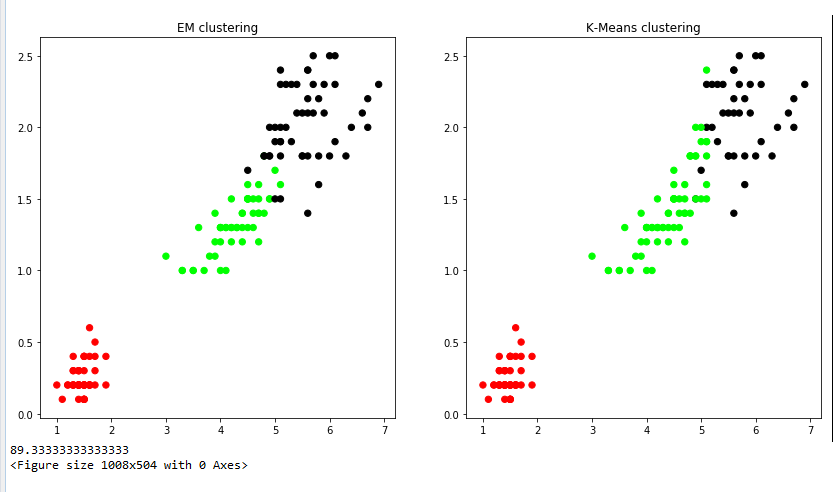 EM clustering
K-Means clustering
2.5
2.0
1.5
1.0
0.5
0.0
1 2 3 4 5 6 7
2.5
2.0
1.5
1.0
0.5
0.0
1 2 3 4 5 6 7
89.33333333333333
<Figure size 1008x504 with 0 Axes>